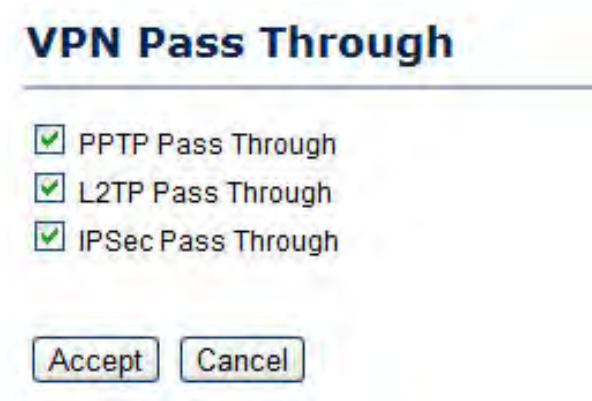 VPN Pass Through
PPTP Pass Through
L2TP Pass Through
IPSec Pass Through
Accept Cancel